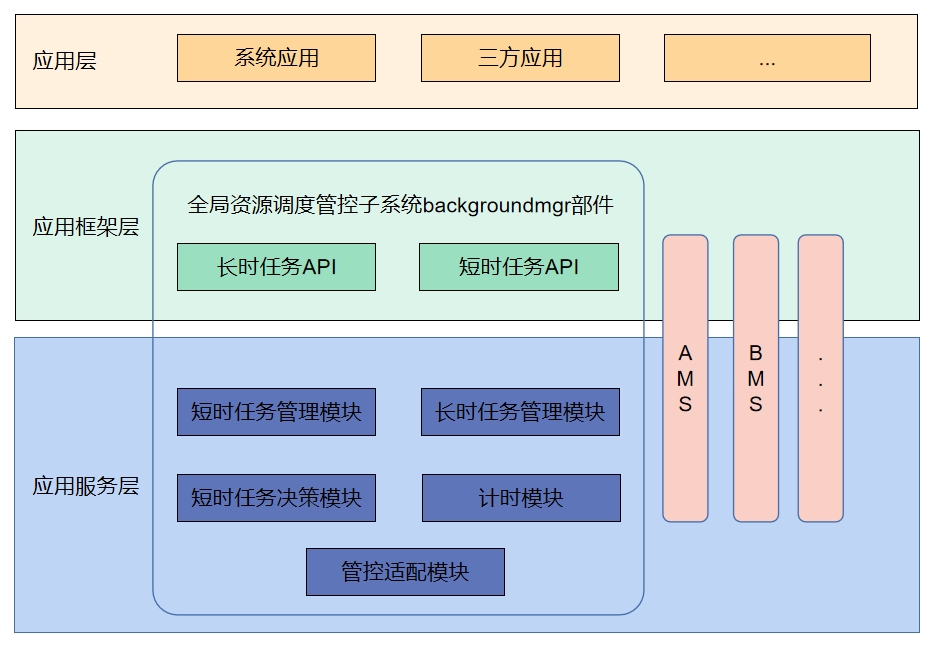 应用层
系统应用
三方应用
...
应用框架层
全局资源调度管控子系统backgroundmgr部件
长时任务API
短时任务API
应用服务层
短时任务管理模块
长时任务管理模块
短时任务决策模块
计时模块
管控适配模块
A
M
S
B
M
S
.
.
.